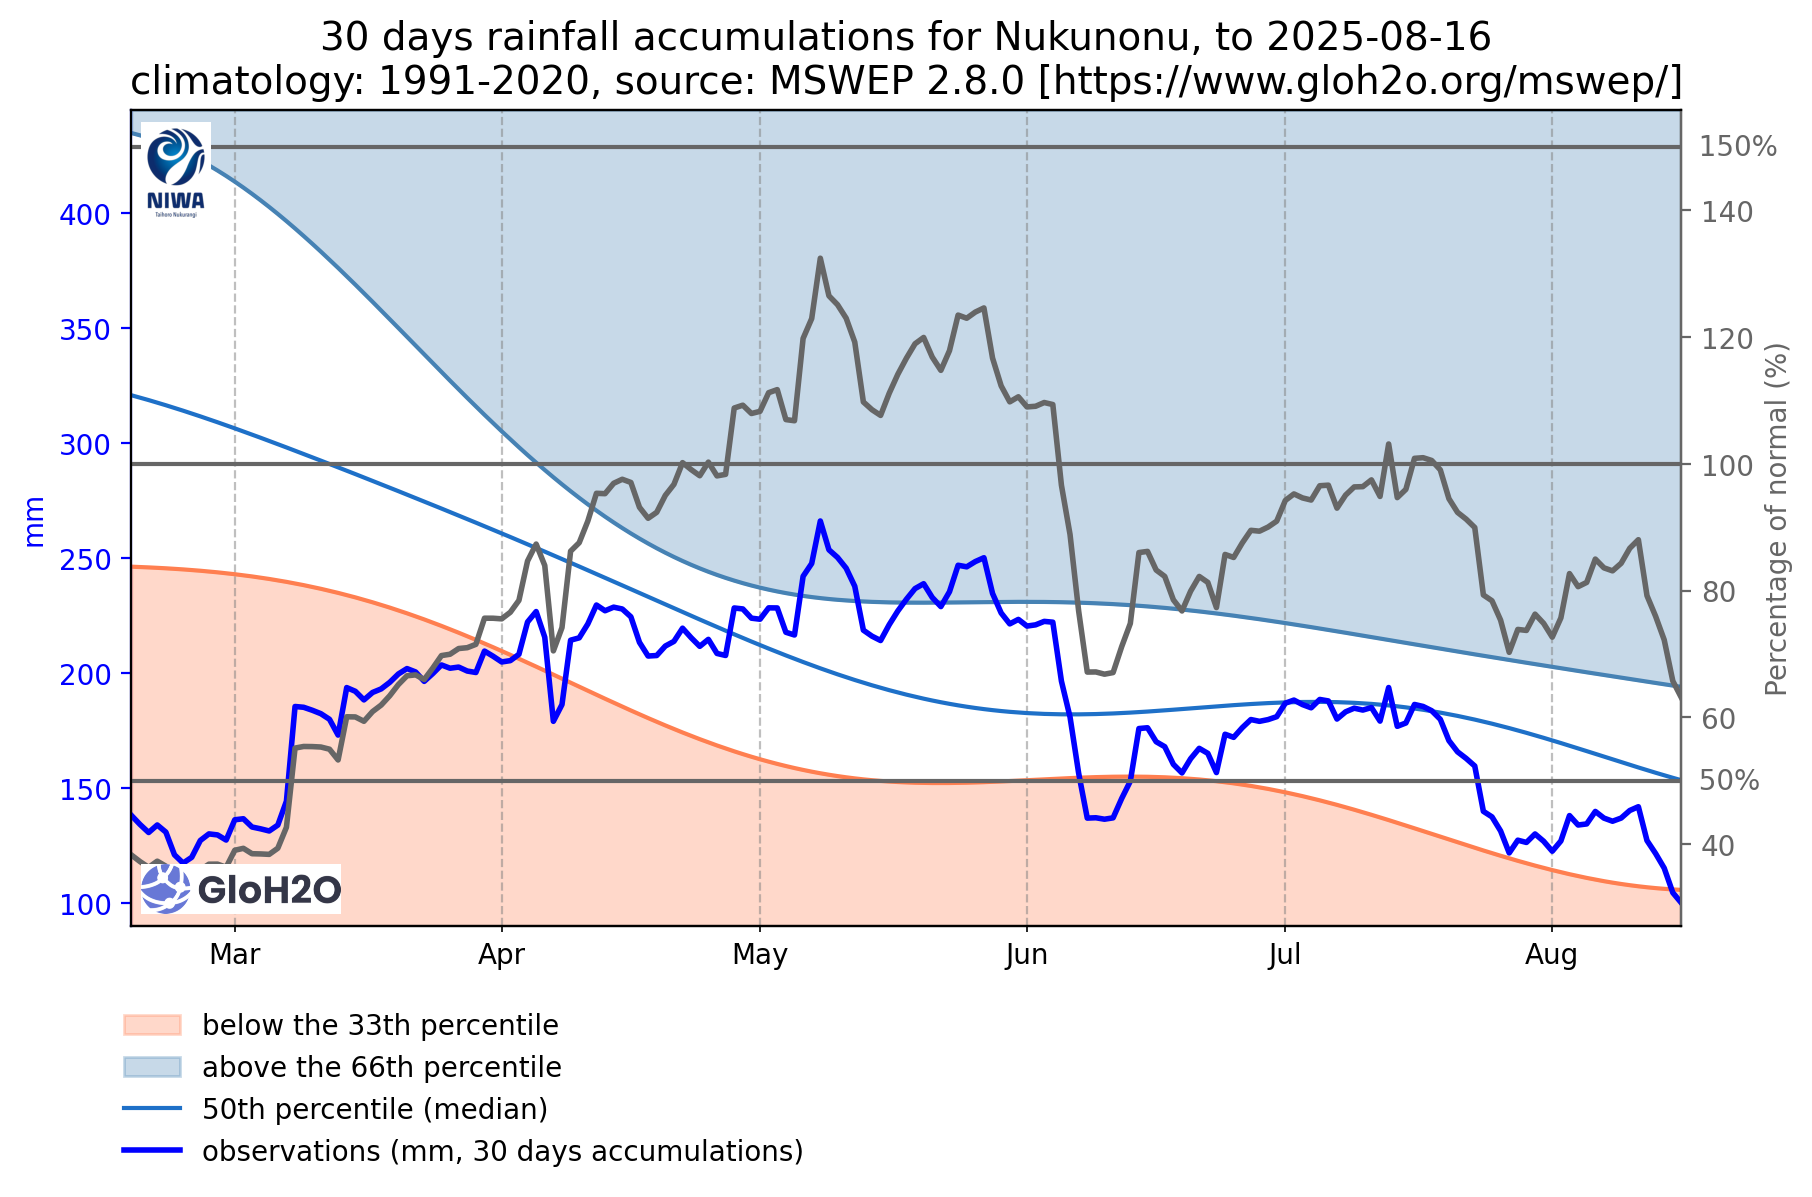 30 days rainfall accumulations for Nukunonu, to 2025-08-16
climatology: 1991-2020, source: MSWEP 2.8.0 [https://www.gloh2o.org/mswep/]
NIWA
Taihoro Nukurangi
400
350
300
250
200
150
100
mm
150%
140
120
100
80
60
50%
40
Percentage of normal (%)
GloH2O
Mar
Apr
May
Jun
Jul
Aug
below the 33th percentile
above the 66th percentile
50th percentile (median)
observations (mm, 30 days accumulations)